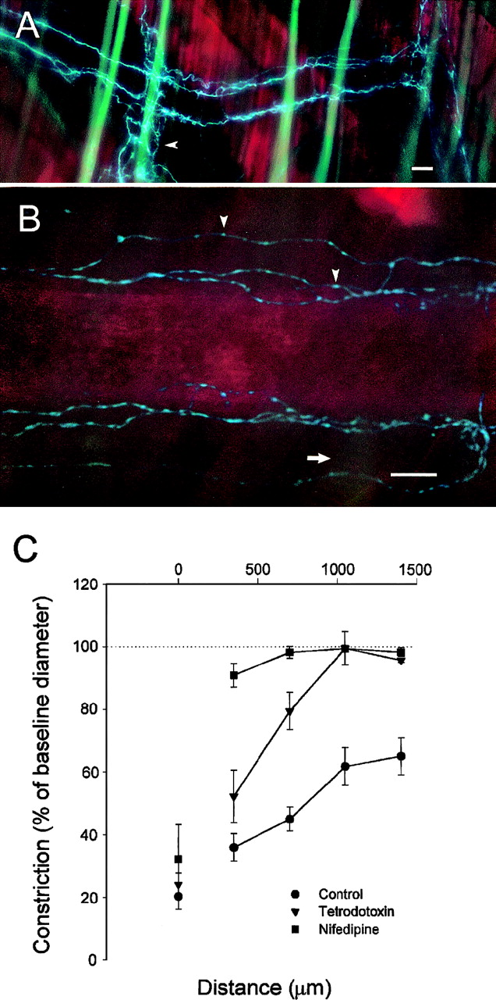 A
B
C
0 500 1000 1500
120
100
80
60
40
20
0
Constriction (% of baseline diameter)
Control
Tetrodotoxin
Nifedipine
Distance (μm)